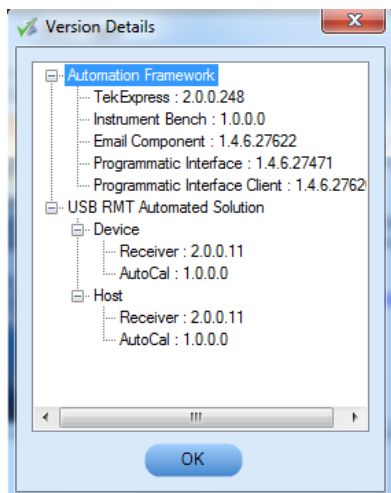 Version Details
Automation Framework
TekExpress : 2.0.0.248
Instrument Bench : 1.0.0.0
Email Component : 1.4.6.27622
Programmatic Interface : 1.4.6.27471
Programmatic Interface Client : 1.4.6.2762
USB RMT Automated Solution
Device
Receiver : 2.0.0.11
AutoCal : 1.0.0.0
Host
Receiver : 2.0.0.11
AutoCal : 1.0.0.0
OK